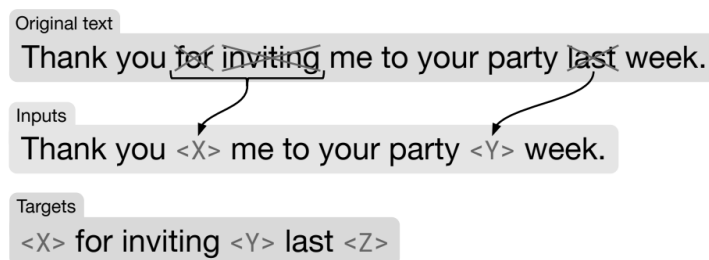 Original text
Thank you for inviting me to your party last week.
Inputs
Thank you <X> me to your party <Y> week.
Targets
<X> for inviting <Y> last <Z>